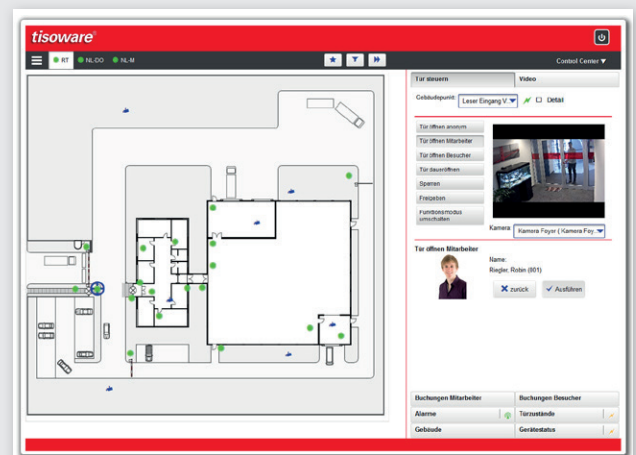 tisoware®
RT NL-DO NL-M
Control Center
Tür steuern Video
Gebäudepunkt: Leser Eingang V... Detail
Tür öffnen anonym
Tür öffnen Mitarbeiter
Tür öffnen Besucher
Tür daueröffnen
Sperren
Freigeben
Funktionsmodus
umschalten
Kamera Kamera Foyer ( Kamera Foy...
Tür öffnen Mitarbeiter
Name:
Riegler, Robin (901)
zurück Ausführen
Buchungen Mitarbeiter Buchungen Besucher
Alarme Türzustände
Gebäude Gerätestatus